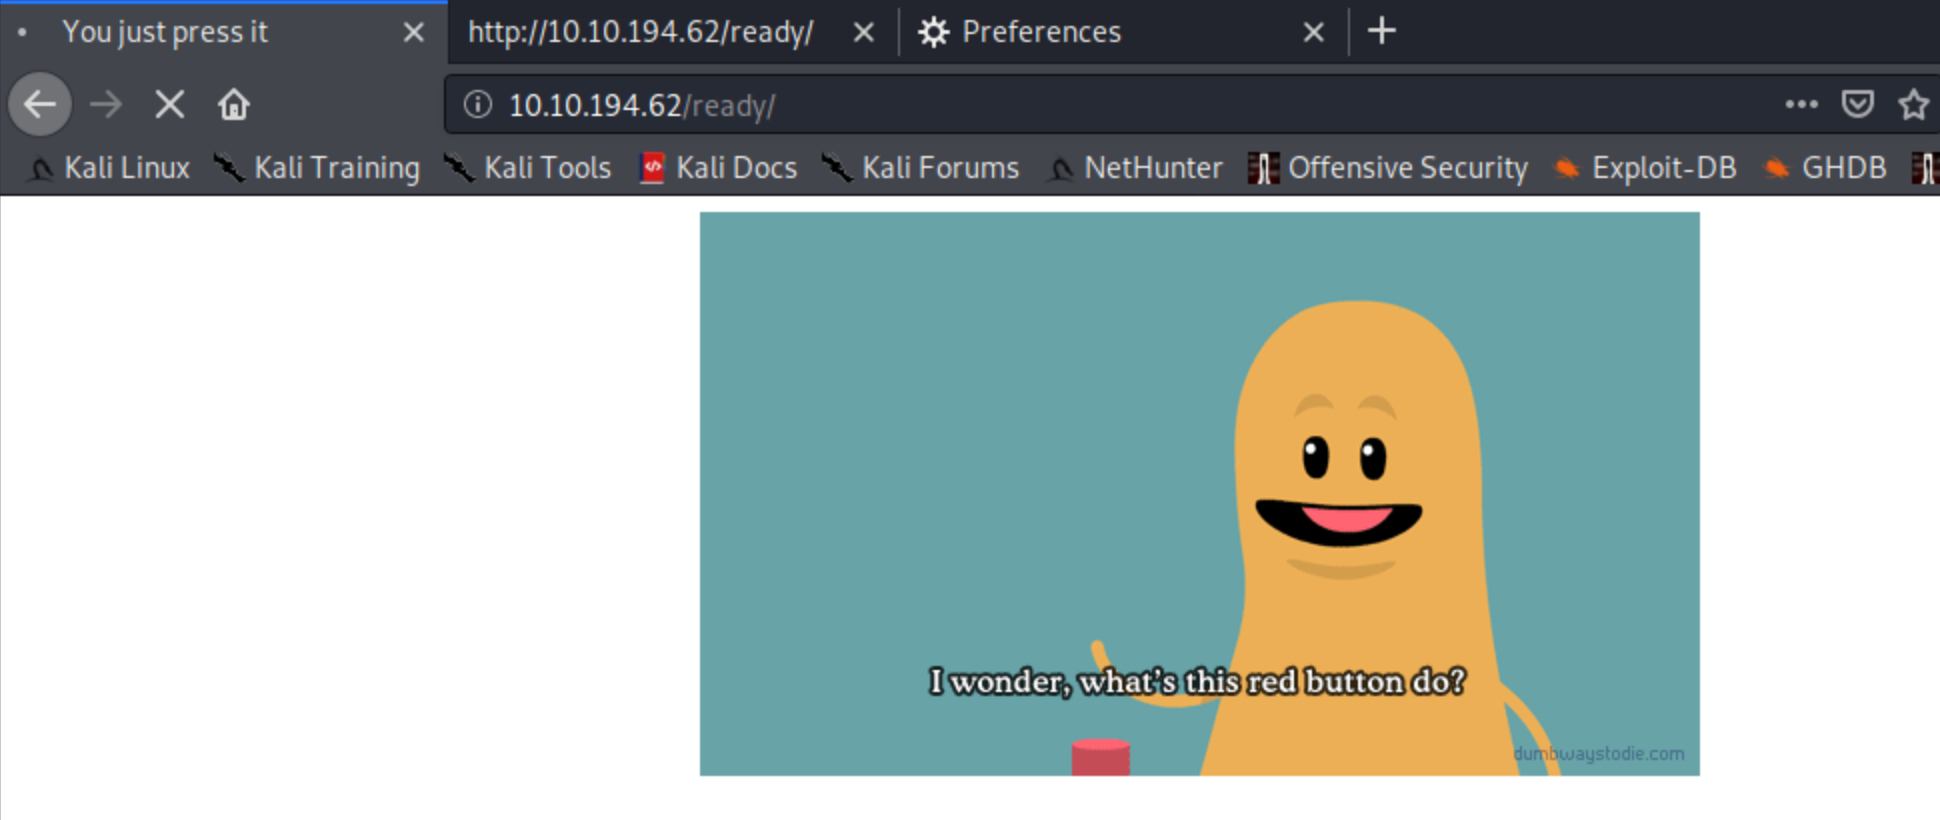 You just press it http://10.10.194.62/ready/ Preferences
10.10.194.62/ready/
Kali Linux Kali Training Kali Tools Kali Docs Kali Forums NetHunter Offensive Security Exploit-DB GHDB
I wonder, what's this red button do?
dumbwaystodie.com